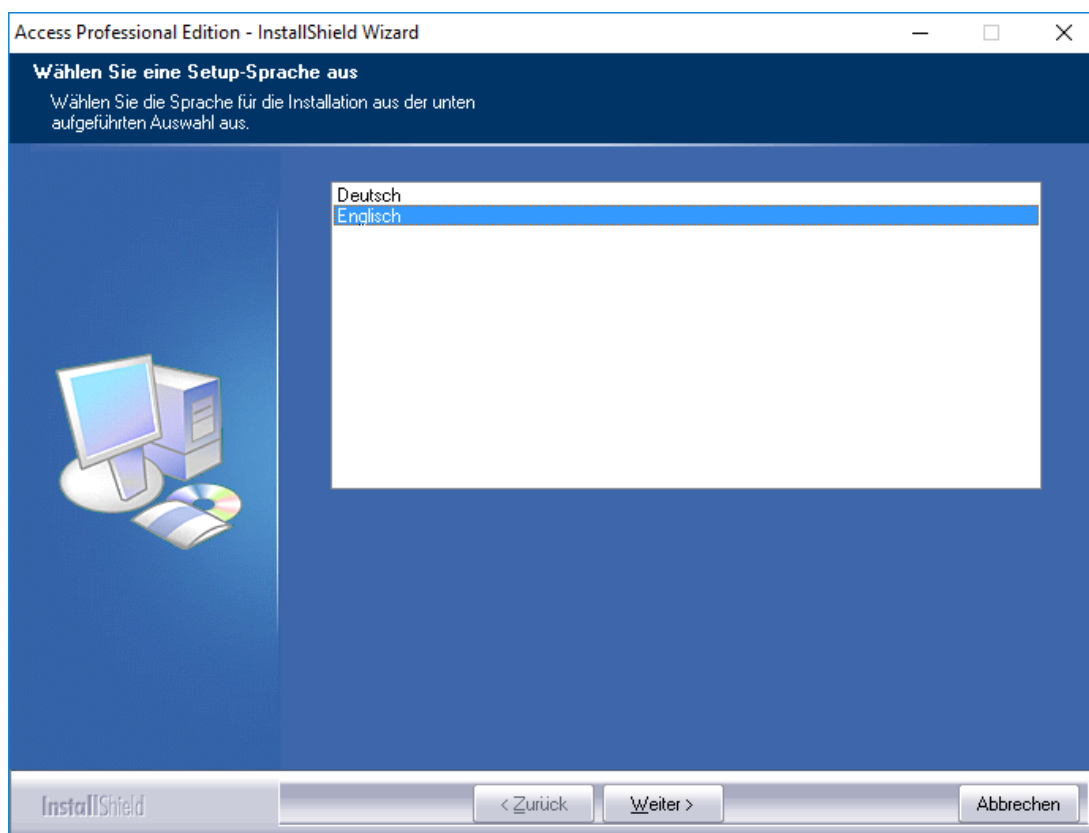 Access Professional Edition - InstallShield Wizard
Wählen Sie eine Setup-Sprache aus
Wählen Sie die Sprache für die Installation aus der unten
aufgeführten Auswahl aus.
Deutsch
Englisch
InstallShield
< Zurück
Weiter >
Abbrechen